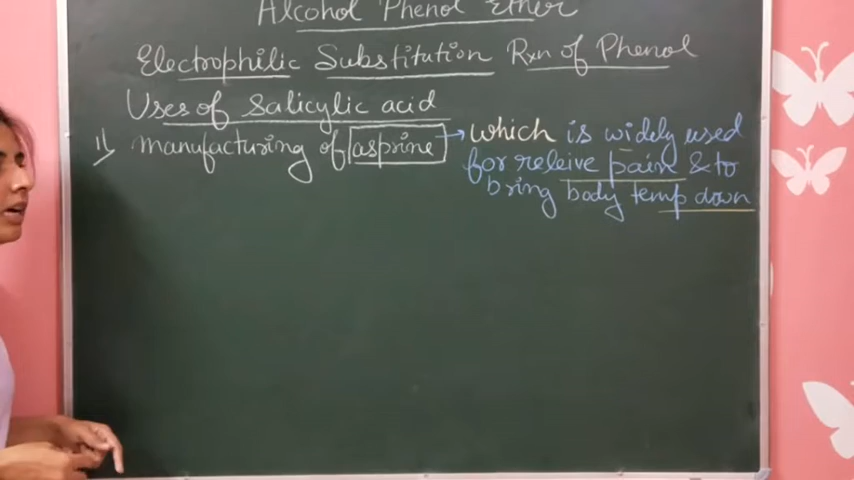 Alcohol Phenol Ether
Electrophilic Substitution Rxn of Phenol
Uses of Salicylic acid
1) manufacturing of asprine → which is widely used
for releive pain & to
bring body temp down